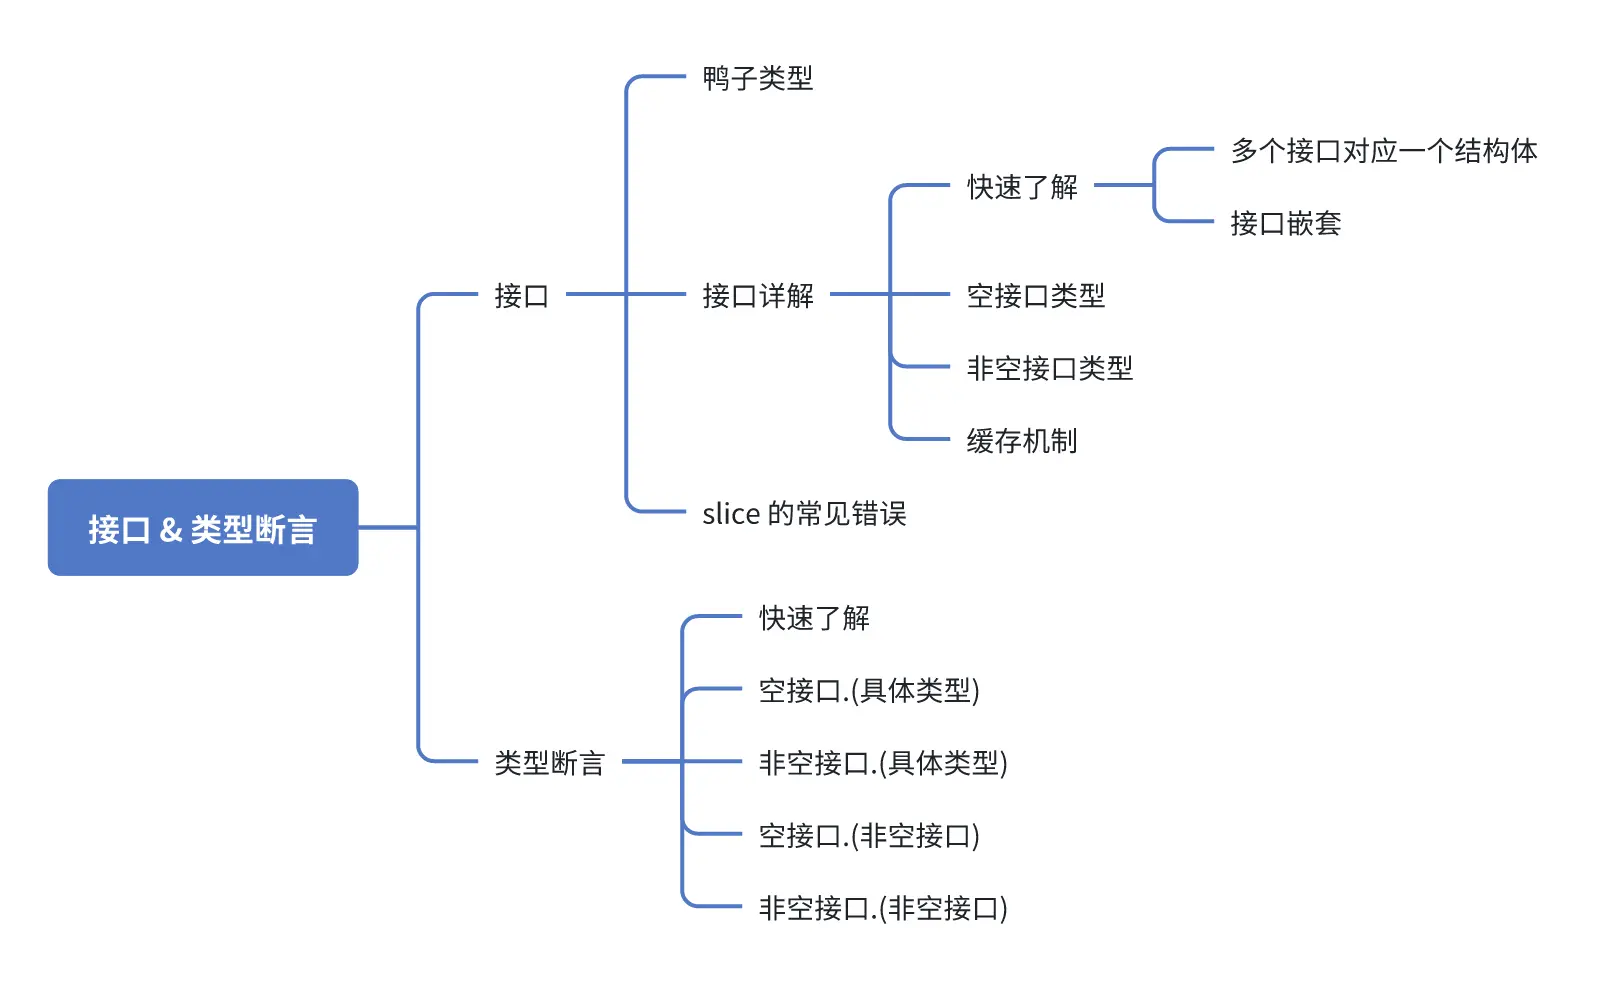 接口 & 类型断言
接口
鸭子类型
接口详解
快速了解
多个接口对应一个结构体
接口嵌套
空接口类型
非空接口类型
缓存机制
slice 的常见错误
类型断言
快速了解
空接口.(具体类型)
非空接口.(具体类型)
空接口.(非空接口)
非空接口.(非空接口)